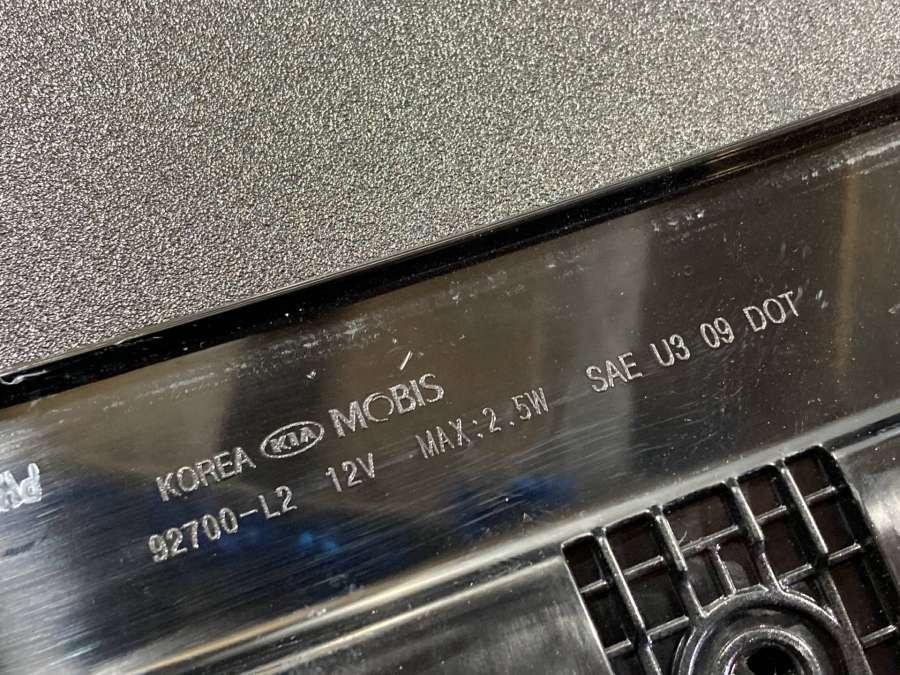 KOREA KIA MOBIS
92700-L2 12V MAX:2.5W SAE U3 09 DOT